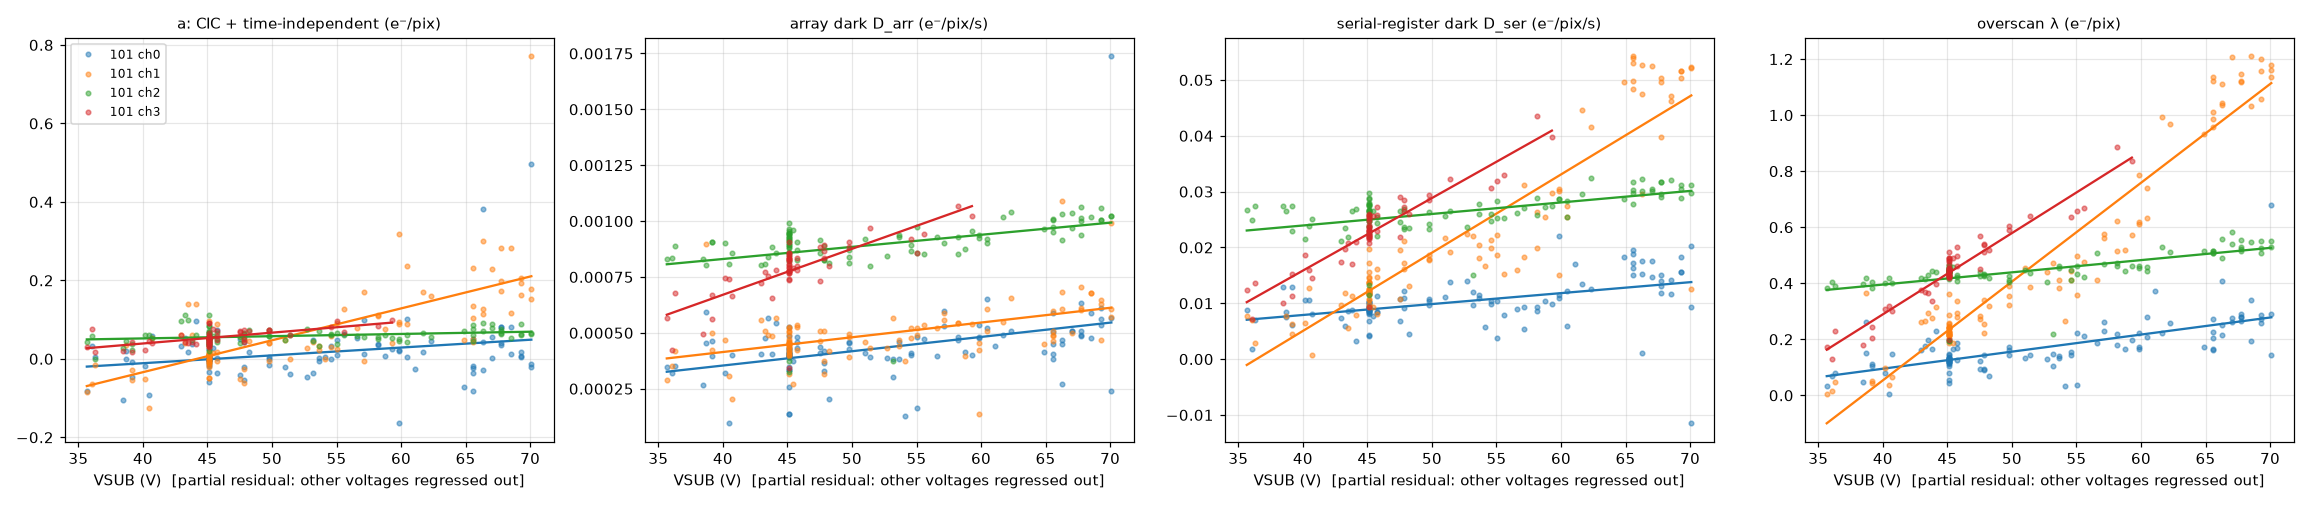 a: CIC + time-independent (e⁻/pix)
0.8
0.6
0.4
0.2
0.0
−0.2
101 ch0
101 ch1
101 ch2
101 ch3
35 40 45 50 55 60 65 70
VSUB (V) [partial residual: other voltages regressed out]
array dark D_arr (e⁻/pix/s)
0.00175
0.00150
0.00125
0.00100
0.00075
0.00050
0.00025
35 40 45 50 55 60 65 70
VSUB (V) [partial residual: other voltages regressed out]
serial-register dark D_ser (e⁻/pix/s)
0.05
0.04
0.03
0.02
0.01
0.00
−0.01
35 40 45 50 55 60 65 70
VSUB (V) [partial residual: other voltages regressed out]
overscan λ (e⁻/pix)
1.2
1.0
0.8
0.6
0.4
0.2
0.0
35 40 45 50 55 60 65 70
VSUB (V) [partial residual: other voltages regressed out]